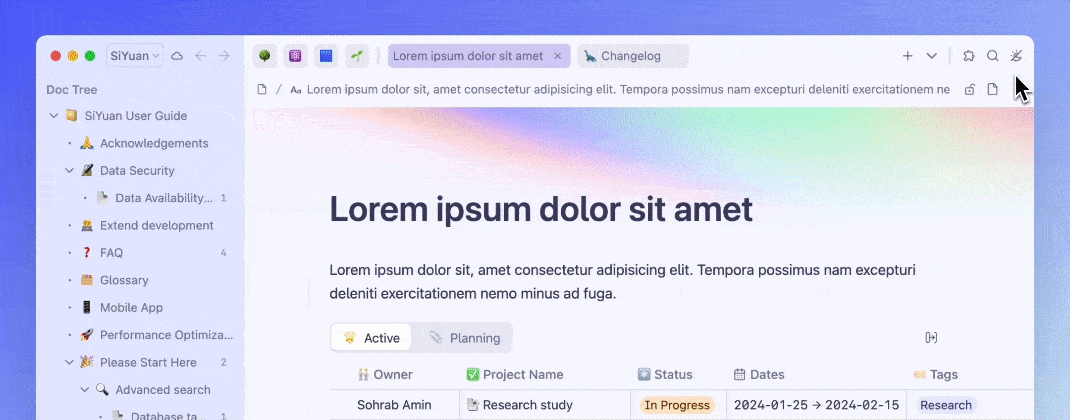 SiYuan
Lorem ipsum dolor sit amet
Changelog
Doc Tree
Lorem ipsum dolor sit, amet consectetur adipisicing elit. Tempora possimus nam excepturi deleniti exercitationem ne
SiYuan User Guide
Acknowledgements
Data Security
Data Availability... 1
Extend development
FAQ 4
Glossary
Mobile App
Performance Optimiza...
Please Start Here 2
Advanced search
Database ta... 1
Lorem ipsum dolor sit amet
Lorem ipsum dolor sit, amet consectetur adipisicing elit. Tempora possimus nam excepturi
deleniti exercitationem nemo minus ad fuga.
Active Planning
Owner Project Name Status Dates Tags
Sohrab Amin Research study In Progress 2024-01-25 → 2024-02-15 Research